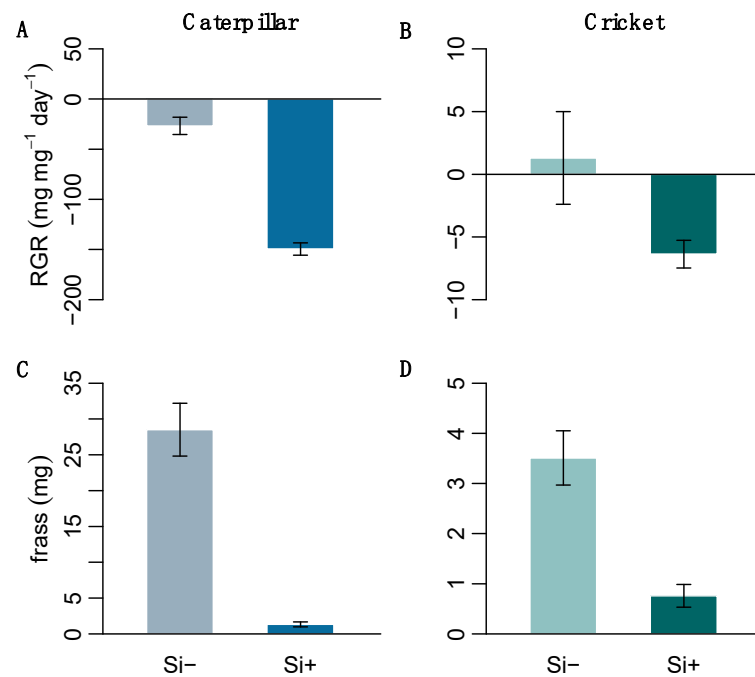 A
Caterpillar
B
Cricket
RGR (mg mg⁻¹ day⁻¹)
50
0
−100
−200
10
5
0
−5
−10
C
D
frass (mg)
35
25
15
5
0
5
4
3
2
1
0
Si−
Si+
Si−
Si+